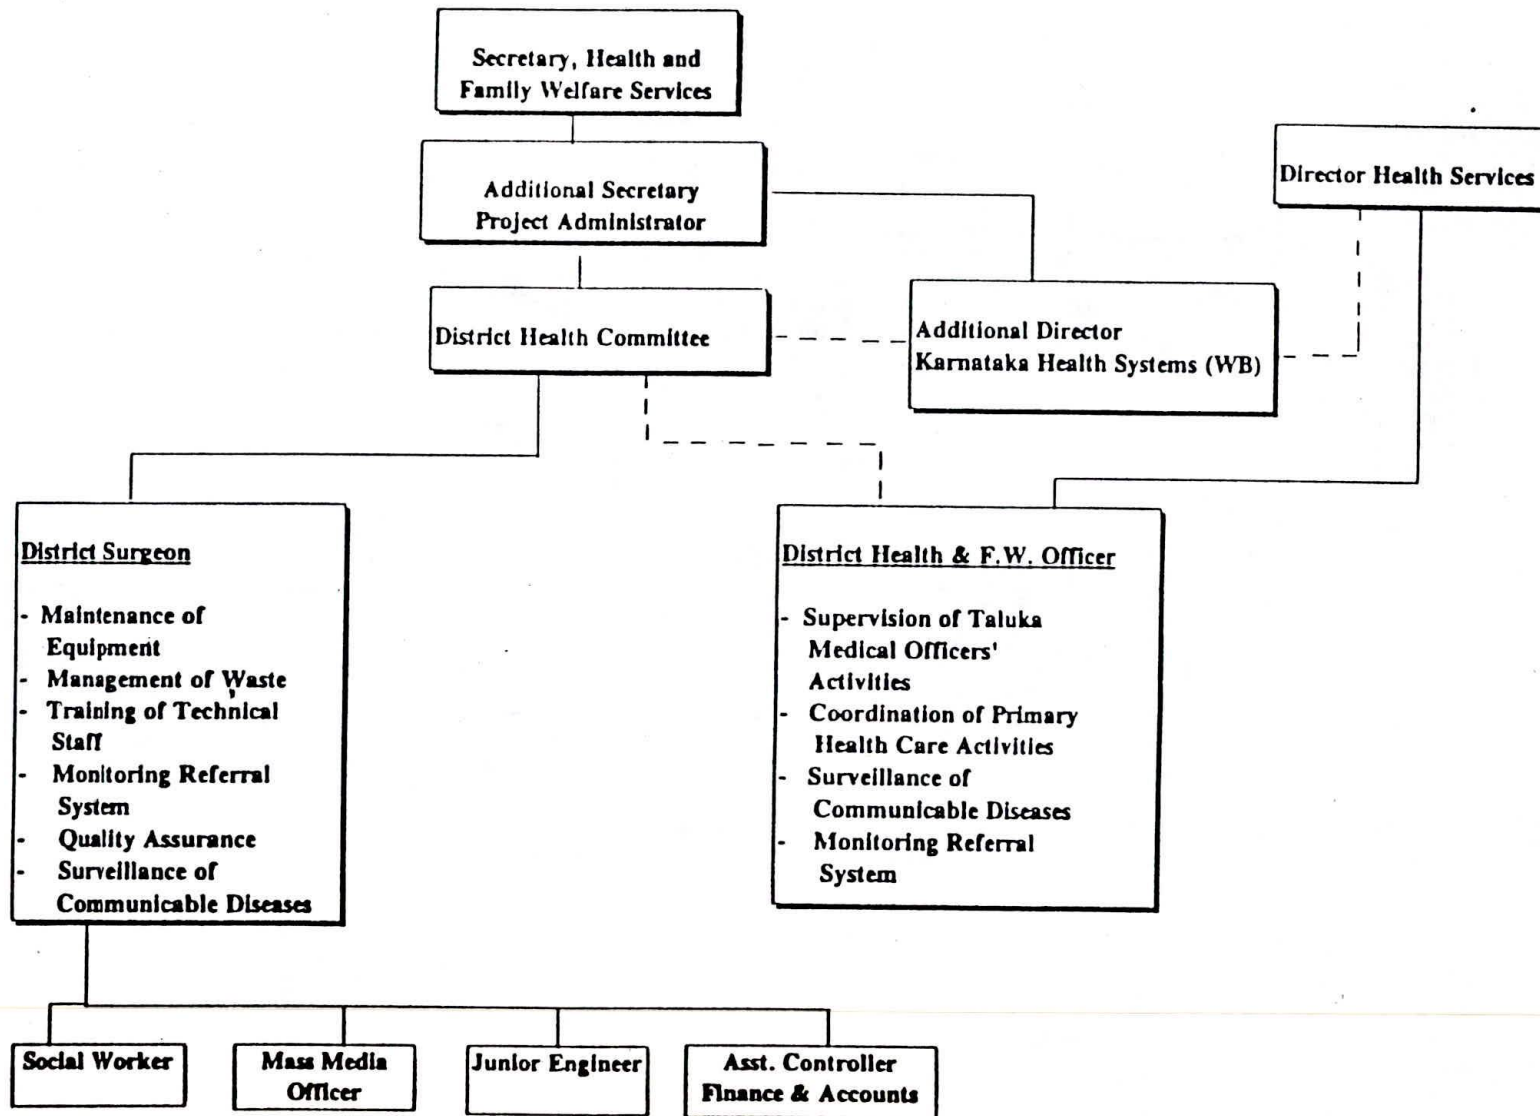 Secretary, Health and
Family Welfare Services
Additional Secretary
Project Administrator
Director Health Services
District Health Committee
Additional Director
Karnataka Health Systems (WB)
District Surgeon
- Maintenance of
Equipment
- Management of Waste
- Training of Technical
Staff
- Monitoring Referral
System
- Quality Assurance
- Surveillance of
Communicable Diseases
District Health & F.W. Officer
- Supervision of Taluka
Medical Officers'
Activities
- Coordination of Primary
Health Care Activities
- Surveillance of
Communicable Diseases
- Monitoring Referral
System
Social Worker
Mass Media
Officer
Junior Engineer
Asst. Controller
Finance & Accounts